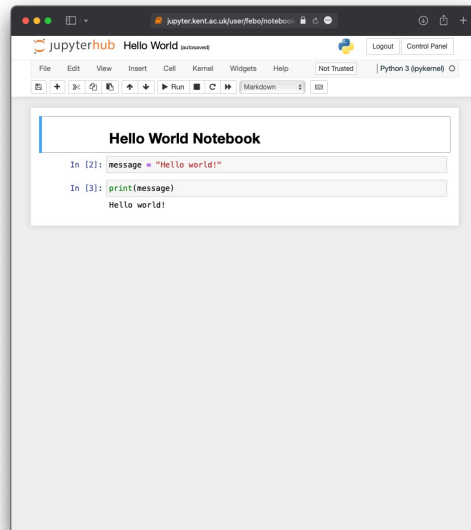 jupyter.kent.ac.uk/user/febo/notebook
jupyterhub Hello World (autosaved) Logout Control Panel
File Edit View Insert Cell Kernel Widgets Help Not Trusted Python 3 (ipykernel)
Run Markdown
Hello World Notebook
In [2]: message = "Hello world!"
In [3]: print(message)
Hello world!